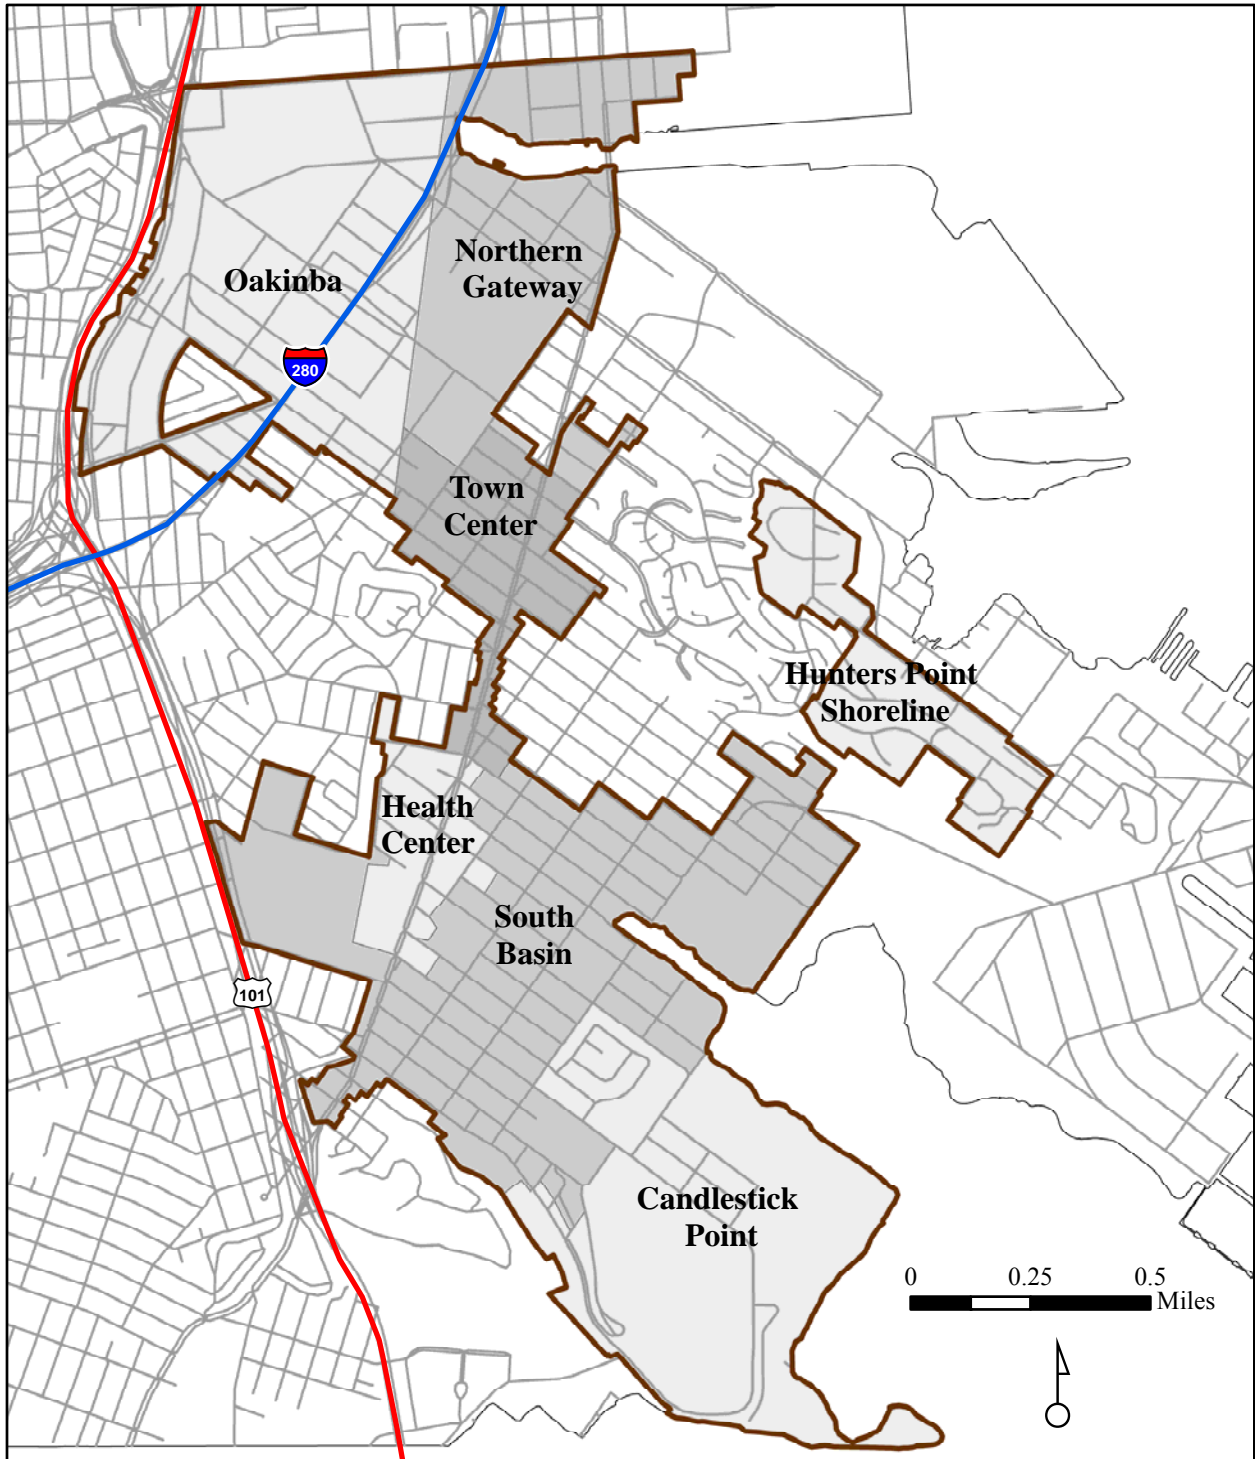 Northern
Gateway
Oakinba
280
Town
Center
Hunters Point
Shoreline
Health
Center
South
Basin
101
Candlestick
Point
0 0.25 0.5
Miles